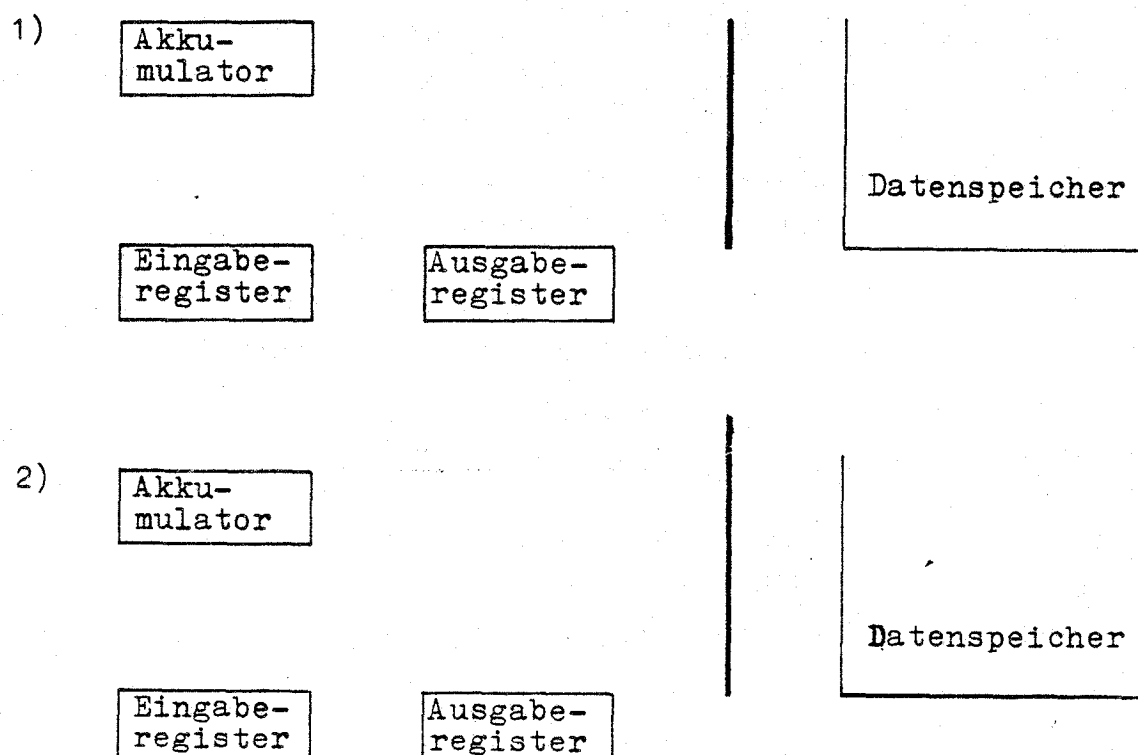 1)
Akku-
mulator
Datenspeicher
Eingabe-
register
Ausgabe-
register
2)
Akku-
mulator
Datenspeicher
Eingabe-
register
Ausgabe-
register